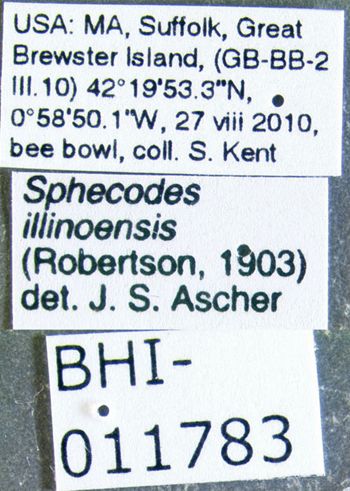 USA: MA, Suffolk, Great
Brewster Island, (GB-BB-2
III.10) 42°19'53.3"N,
0°58'50.1"W, 27 viii 2010,
bee bowl, coll. S. Kent
Sphecodes
illinoensis
(Robertson, 1903)
det. J. S. Ascher
BHI-
011783